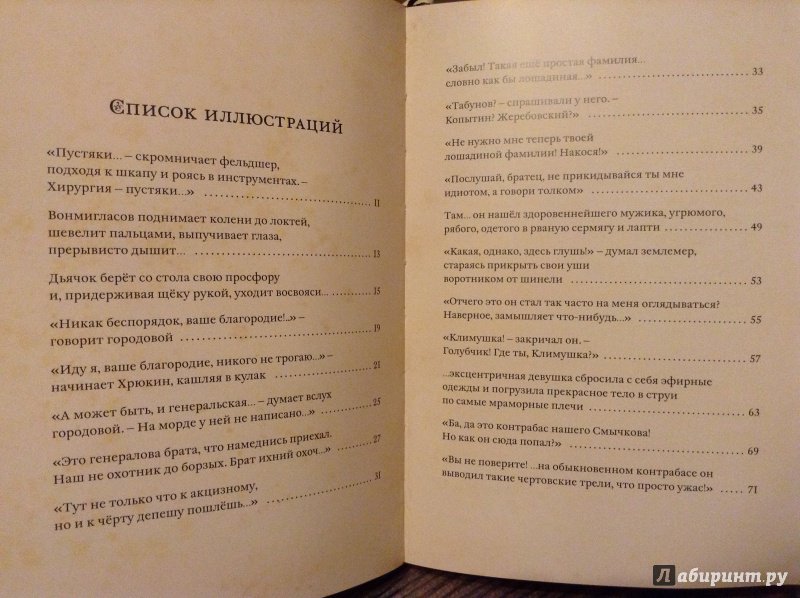 Список иллюстраций
«Пустяки... – скромничает фельдшер,
подходя к шкапу и роясь в инструментах. –
Хирургия – пустяки...» ........ 11
Вонмигласов поднимает колени до локтей,
шевелит пальцами, выпучивает глаза,
прерывисто дышит... ........ 13
Дьячок берёт со стола свою просфору
и, придерживая щёку рукой, уходит восвояси... ........ 15
«Никак беспорядок, ваше благородие!..» –
говорит городовой ........ 19
«Иду я, ваше благородие, никого не трогаю...» –
начинает Хрюкин, кашляя в кулак ........ 21
«А может быть, и генеральская... – думает вслух
городовой. – На морде у ней не написано...» ........ 25
«Это генералова брата, что намеднись приехал.
Наш не охотник до борзых. Брат ихний охоч...» ........ 27
«Тут не только что к акцизному,
но и к чёрту депешу пошлёшь...» ........ 31
«Забыл! Такая ещё простая фамилия...
словно как бы лошадиная...» ........ 33
«Табунов? – спрашивали у него. –
Копытин? Жеребовский?» ........ 35
«Не нужно мне теперь твоей
лошадиной фамилии! Накося!» ........ 39
«Послушай, братец, не прикидывайся ты мне
идиотом, а говори толком» ........ 43
Там... он нашёл здоровеннейшего мужика, угрюмого,
рябого, одетого в рваную сермягу и лапти ........ 49
«Какая, однако, здесь глушь!» – думал землемер,
стараясь прикрыть свои уши
воротником от шинели ........ 53
«Отчего это он стал так часто на меня оглядываться?
Наверное, замышляет что-нибудь...» ........ 55
«Климушка! – закричал он. –
Голубчик! Где ты, Климушка?» ........ 57
...эксцентричная девушка сбросила с себя эфирные
одежды и погрузила прекрасное тело в струи
по самые мраморные плечи ........ 63
«Ба, да это контрабас нашего Смычкова!
Но как он сюда попал?» ........ 69
«Вы не поверите! ...на обыкновенном контрабасе он
выводил такие чертовские трели, что просто ужас!» ........ 71
Лабиринт.ру